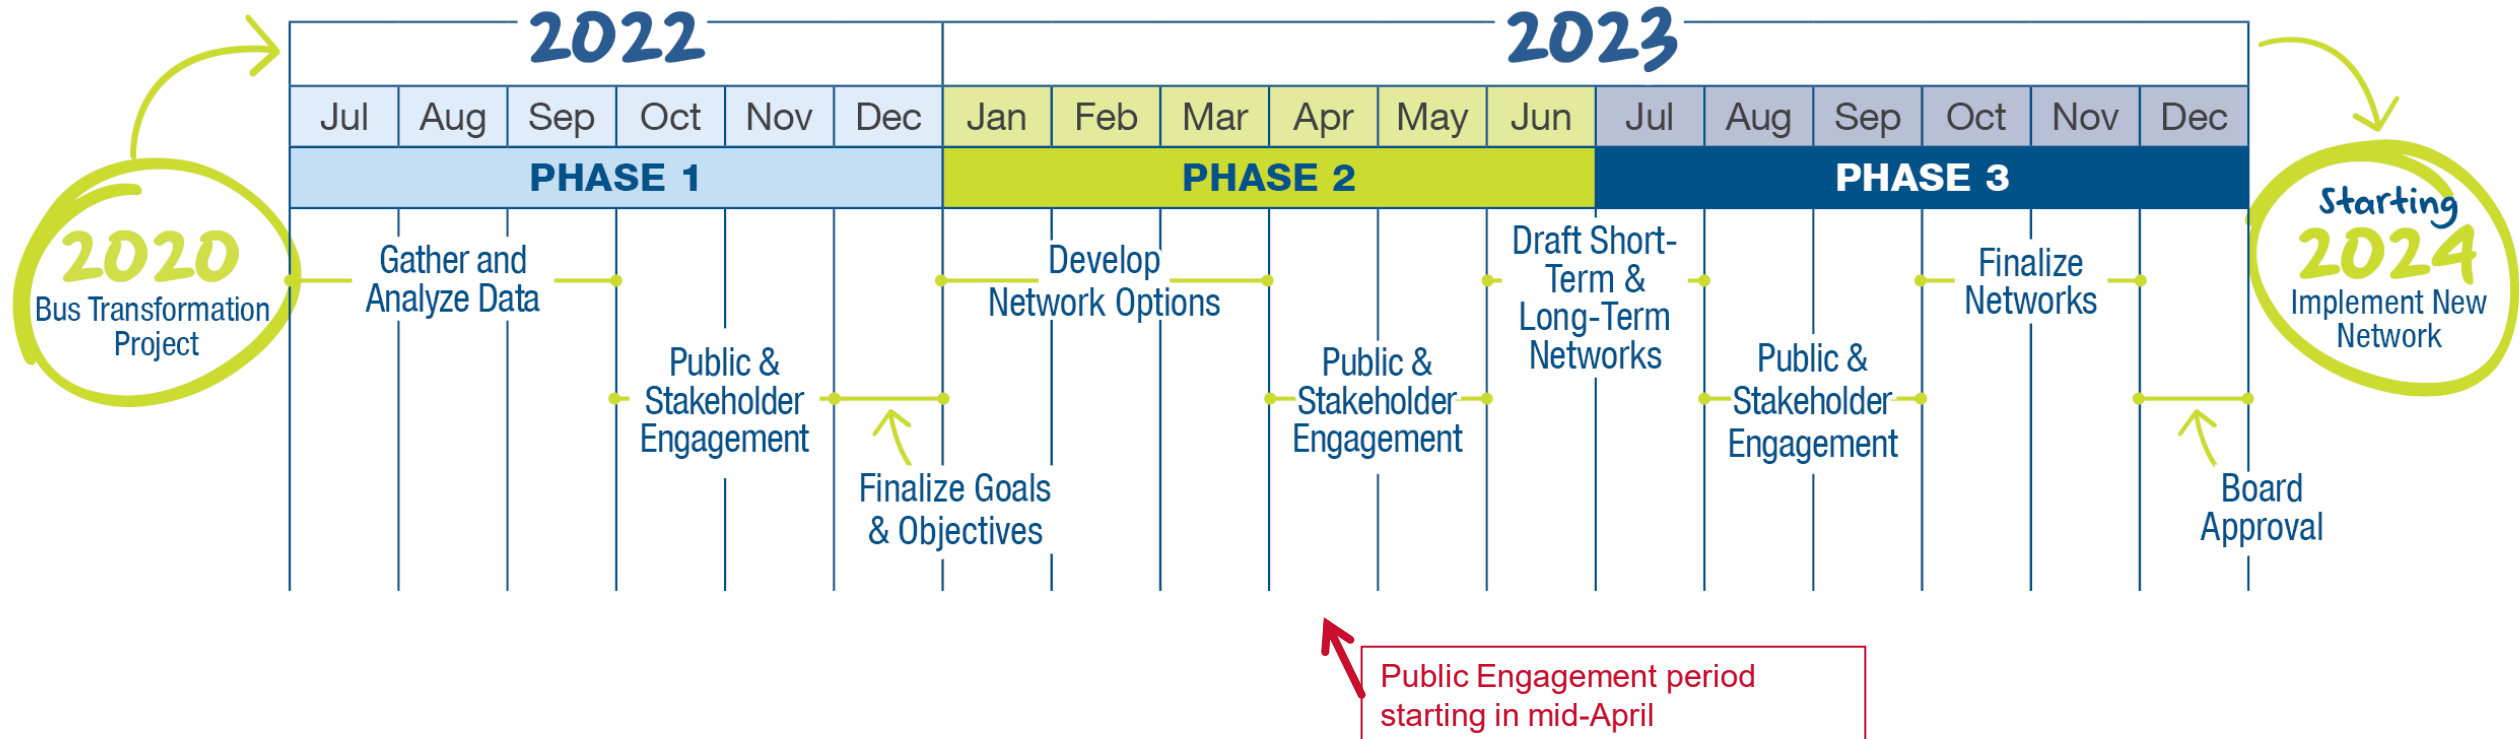 2022
2023
Jul Aug Sep Oct Nov Dec Jan Feb Mar Apr May Jun Jul Aug Sep Oct Nov Dec
PHASE 1
PHASE 2
PHASE 3
2020
Bus Transformation
Project
Gather and
Analyze Data
Public &
Stakeholder
Engagement
Finalize Goals
& Objectives
Develop
Network Options
Public &
Stakeholder
Engagement
Draft Short-
Term &
Long-Term
Networks
Public &
Stakeholder
Engagement
Finalize
Networks
Board
Approval
Starting
2024
Implement New
Network
Public Engagement period
starting in mid-April